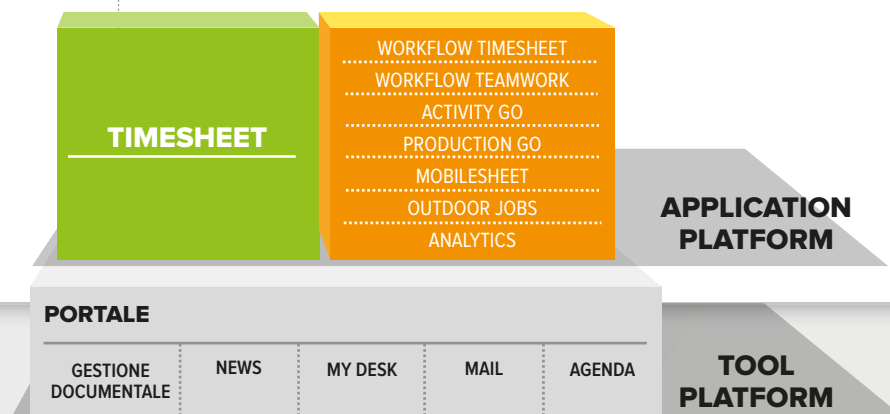 TIMESHEET
WORKFLOW TIMESHEET
WORKFLOW TEAMWORK
ACTIVITY GO
PRODUCTION GO
MOBILESHEET
OUTDOOR JOBS
ANALYTICS
APPLICATION
PLATFORM
PORTALE
GESTIONE
DOCUMENTALE
NEWS
MY DESK
MAIL
AGENDA
TOOL
PLATFORM